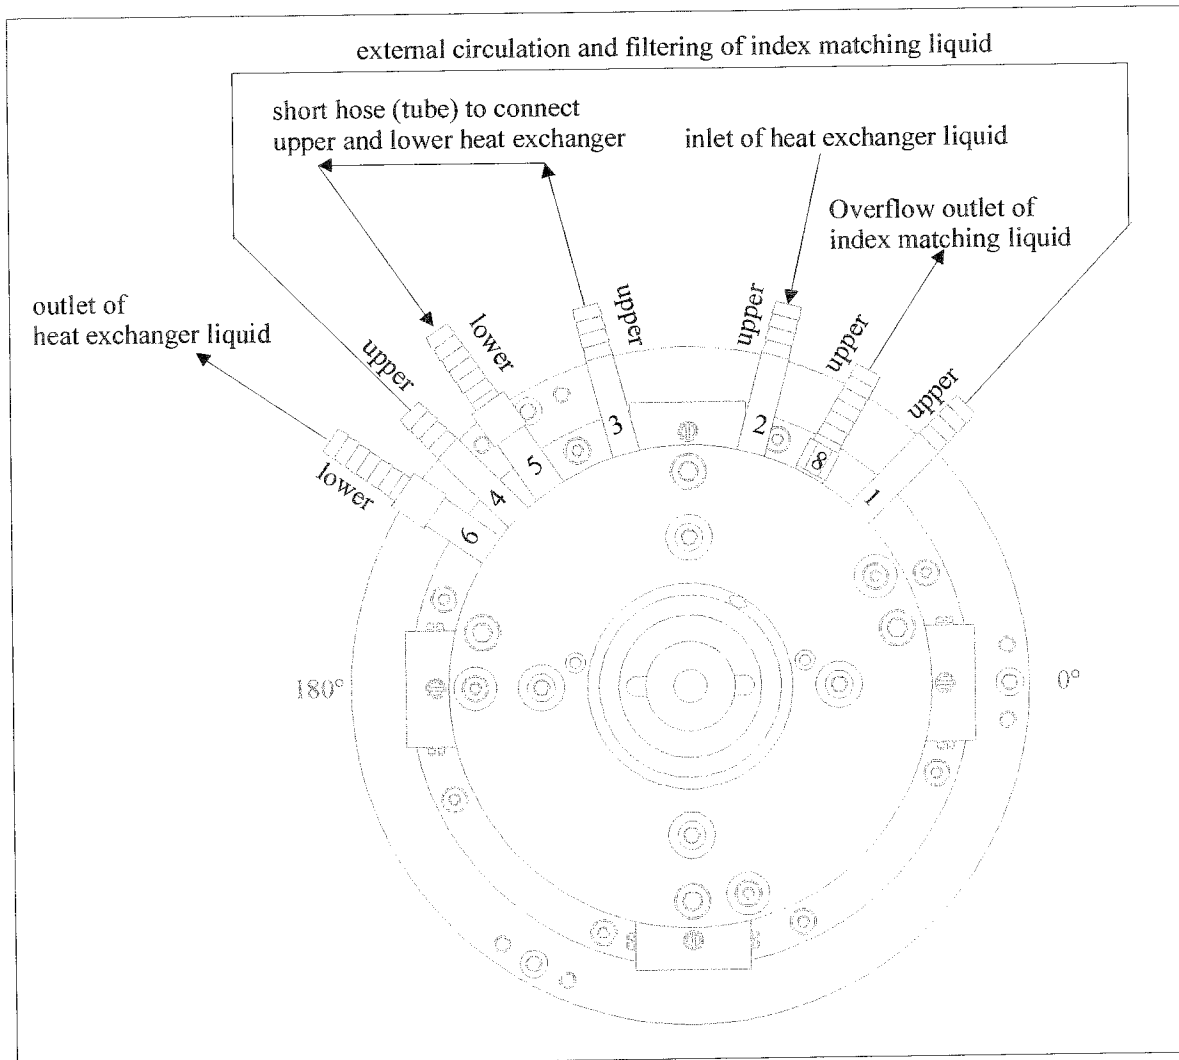 external circulation and filtering of index matching liquid
short hose (tube) to connect
upper and lower heat exchanger
inlet of heat exchanger liquid
Overflow outlet of
index matching liquid
outlet of
heat exchanger liquid
upper
lower
upper
upper
upper
upper
lower
6
4
5
3
2
8
1
180°
0°